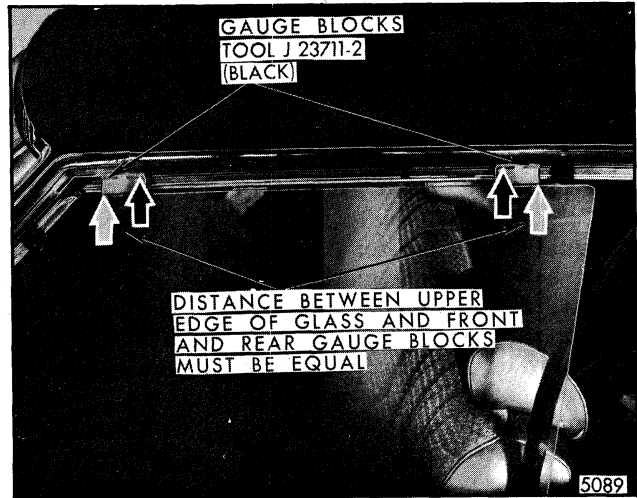 GAUGE BLOCKS
TOOL J 23711-2
(BLACK)
DISTANCE BETWEEN UPPER
EDGE OF GLASS AND FRONT
AND REAR GAUGE BLOCKS
MUST BE EQUAL
5089